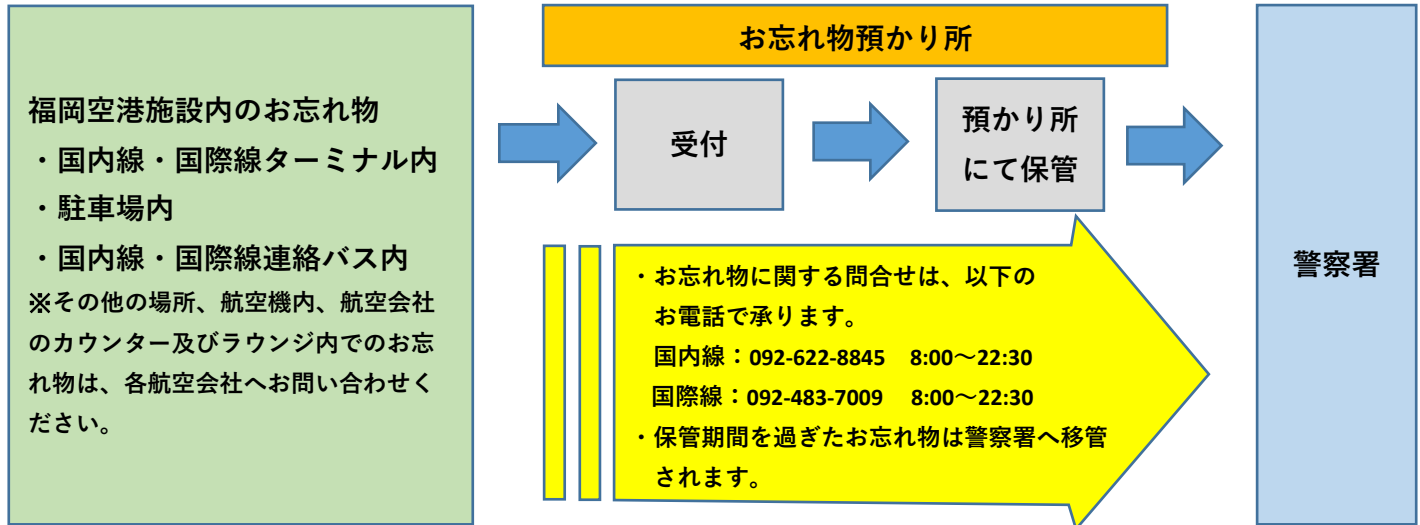 福岡空港施設内のお忘れ物
・国内線・国際線ターミナル内
・駐車場内
・国内線・国際線連絡バス内
※その他の場所、航空機内、航空会社
のカウンター及びラウンジ内でのお忘
れ物は、各航空会社へお問い合わせく
ださい。
お忘れ物預かり所
受付
預かり所
にて保管
・お忘れ物に関する問合せは、以下の
お電話で承ります。
国内線：092-622-8845 8:00～22:30
国際線：092-483-7009 8:00～22:30
・保管期間を過ぎたお忘れ物は警察署へ移管
されます。
警察署